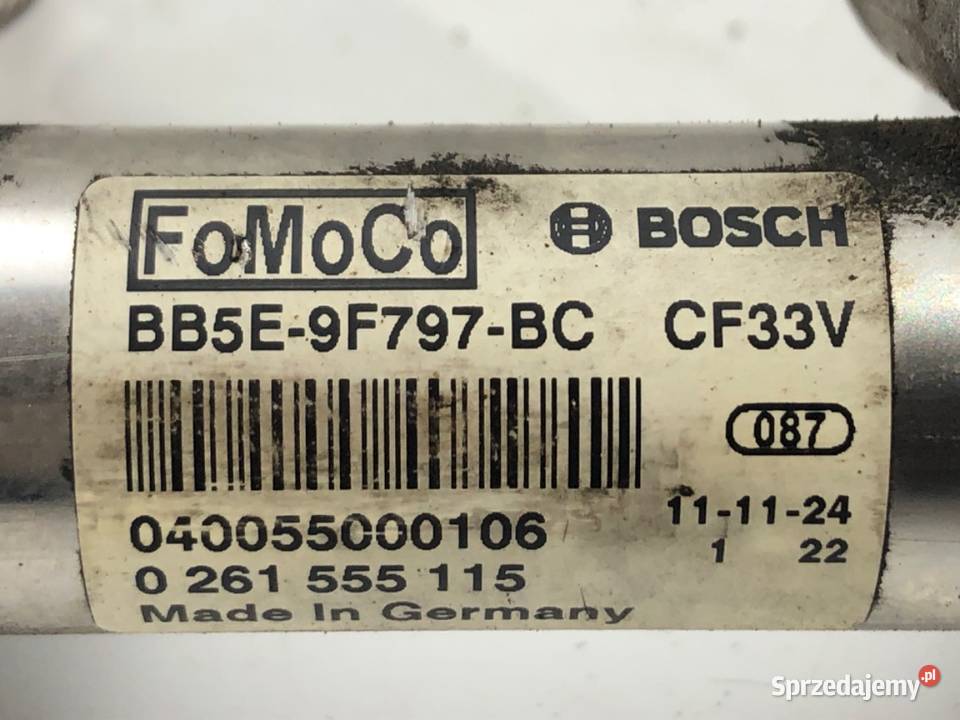 FoMoCo BOSCH
BB5E-9F797-BC CF33V
087
11-11-24
040055000106
1 22
0 261 555 115
Made In Germany
Sprzedajemy.pl